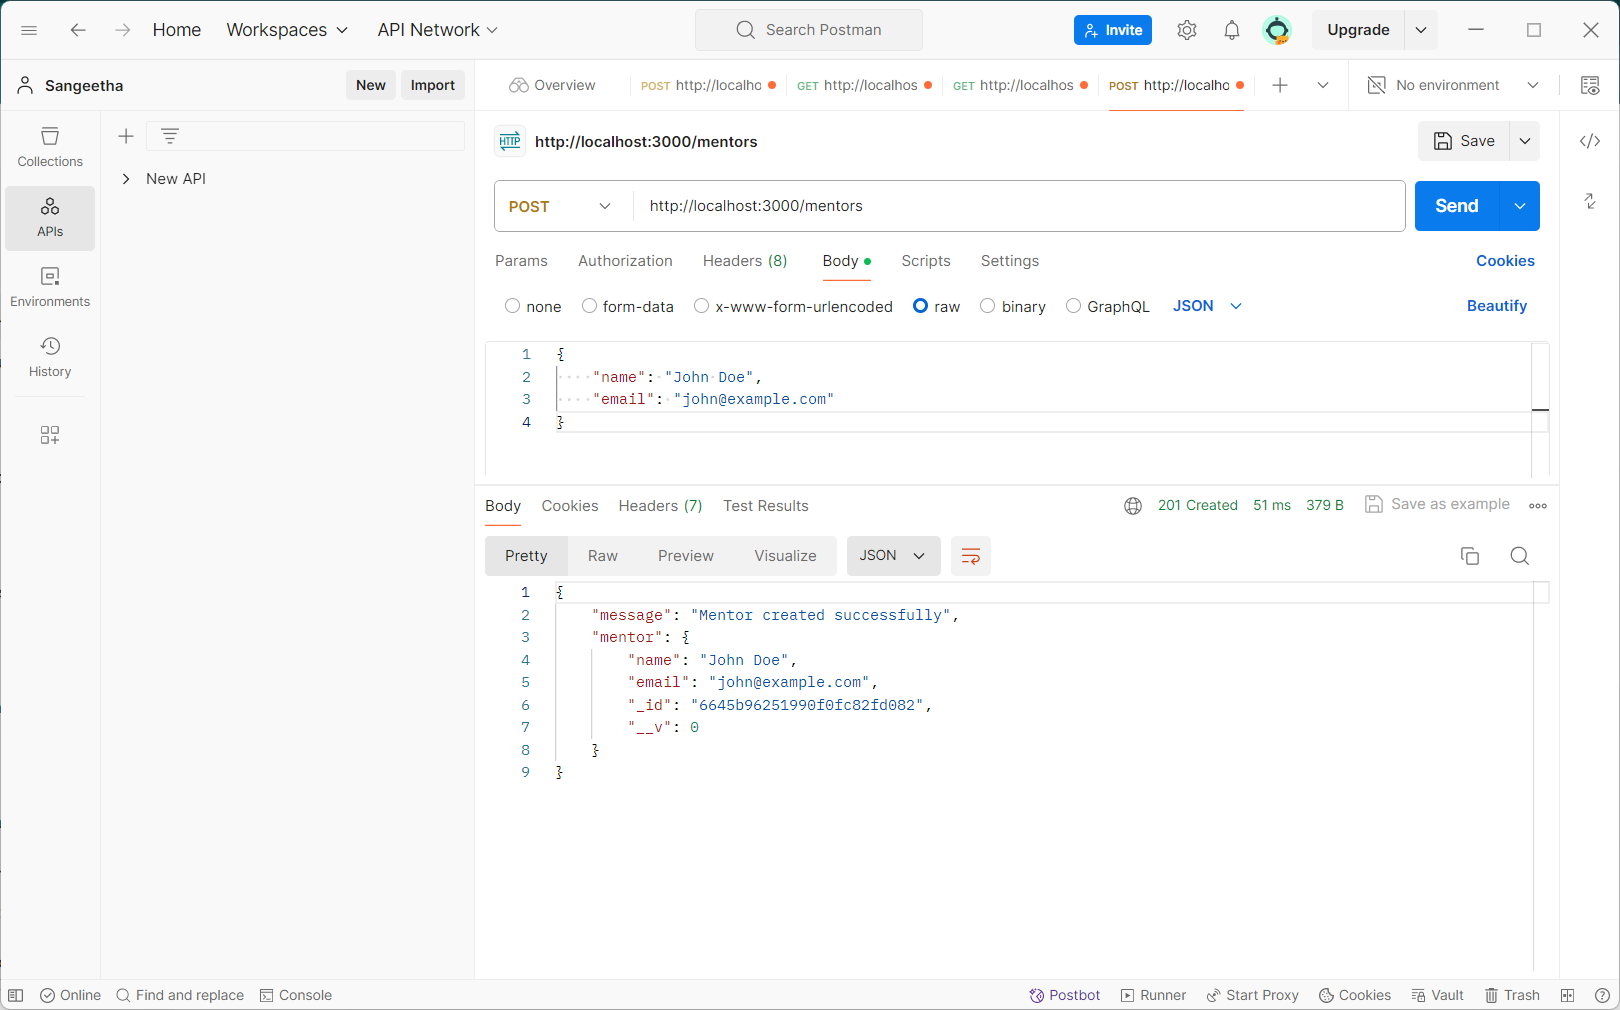 Home Workspaces API Network Search Postman Invite Upgrade
Sangeetha New Import Overview POST http://localho GET http://localhos GET http://localhos POST http://localho No environment
Collections
APIs
Environments
History
New API
HTTP http://localhost:3000/mentors Save
POST http://localhost:3000/mentors Send
Params Authorization Headers (8) Body Scripts Settings Cookies
none form-data x-www-form-urlencoded raw binary GraphQL JSON Beautify
1 {
2 "name": "John Doe",
3 "email": "john@example.com"
4 }
Body Cookies Headers (7) Test Results 201 Created 51 ms 379 B Save as example
Pretty Raw Preview Visualize JSON
1 {
2 "message": "Mentor created successfully",
3 "mentor": {
4 "name": "John Doe",
5 "email": "john@example.com",
6 "_id": "6645b96251990f0fc82fd082",
7 "__v": 0
8 }
9 }
Online Find and replace Console Postbot Runner Start Proxy Cookies Vault Trash